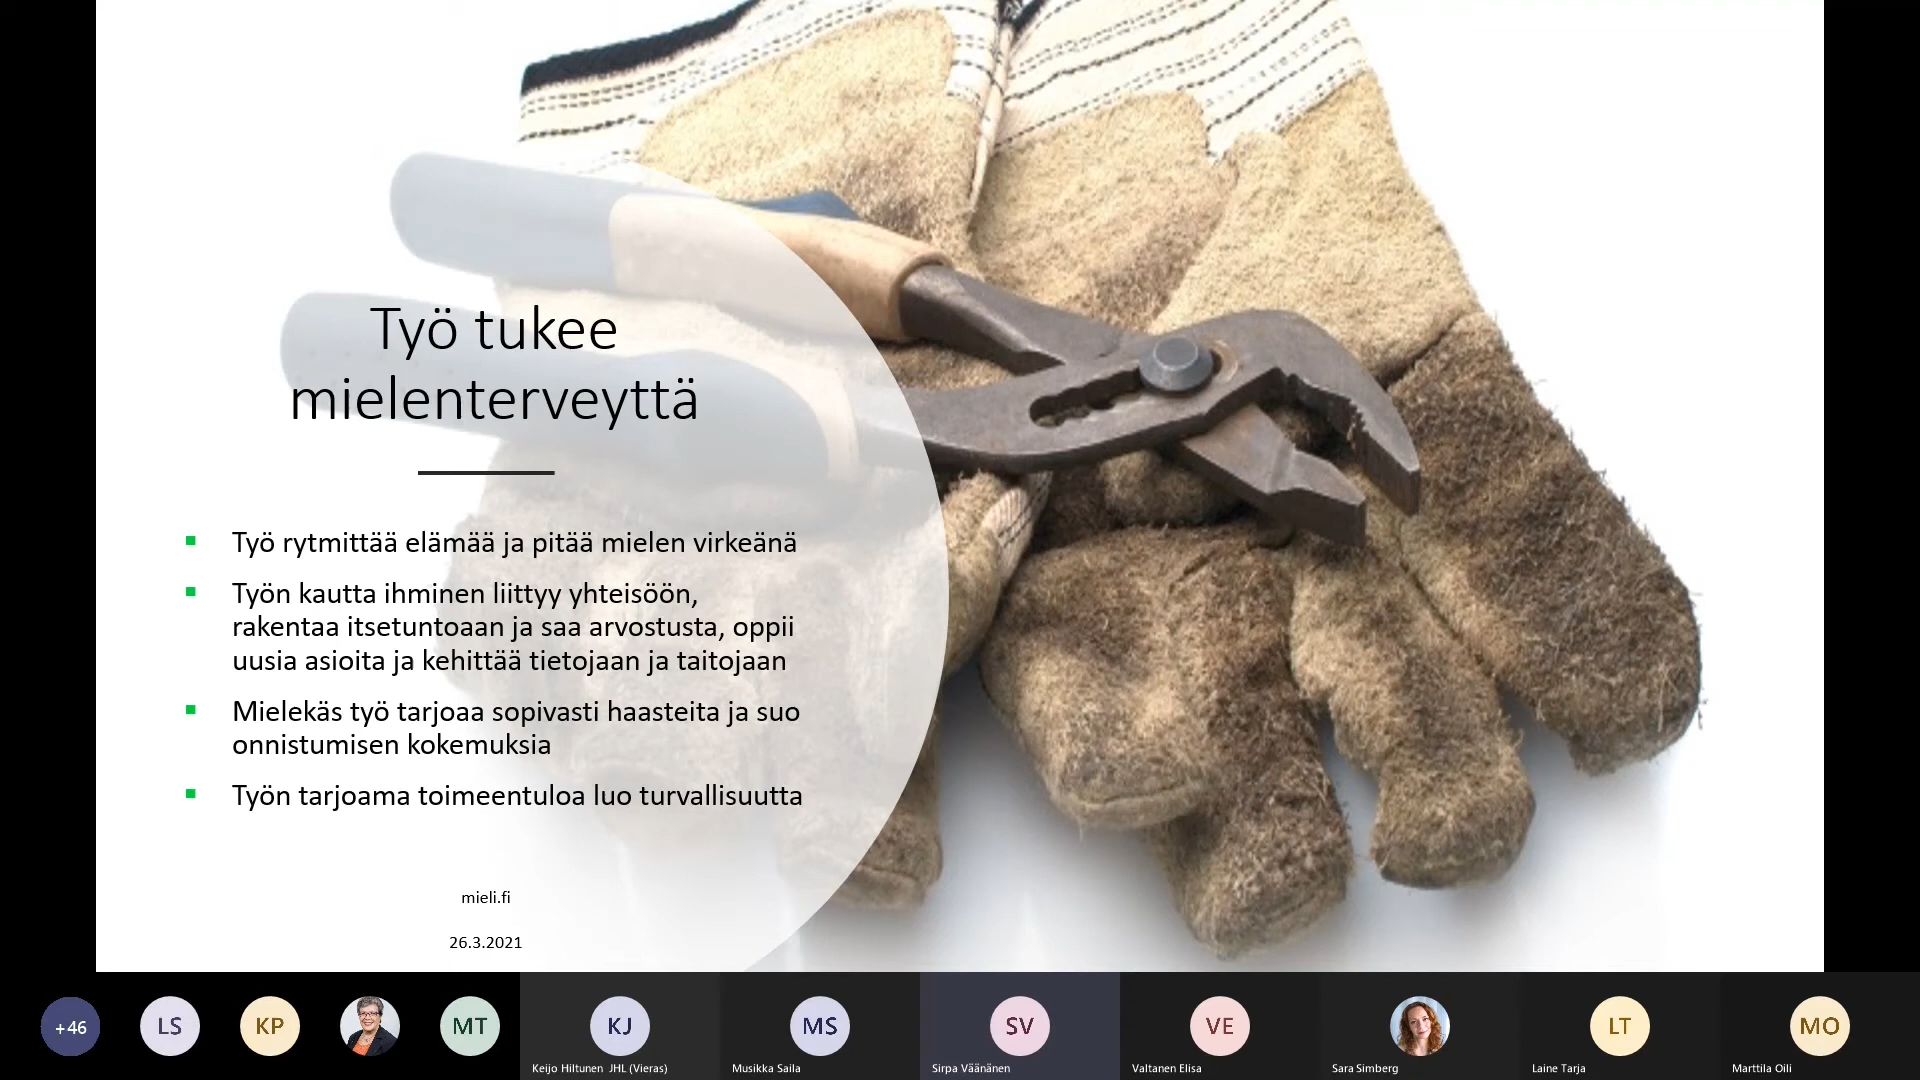 Työ tukee
mielenterveyttä
Työ rytmittää elämää ja pitää mielen virkeänä
Työn kautta ihminen liittyy yhteisöön,
rakentaa itsetuntoaan ja saa arvostusta, oppii
uusia asioita ja kehittää tietojaan ja taitojaan
Mielekäs työ tarjoaa sopivasti haasteita ja suo
onnistumisen kokemuksia
Työn tarjoama toimeentuloa luo turvallisuutta
mieli.fi
26.3.2021
+46
LS
KP
MT
KJ
MS
SV
VE
LT
MO
Keijo Hiltunen JHL (Vieras)
Musikka Saila
Sirpa Väänänen
Valtanen Elisa
Sara Simberg
Laine Tarja
Marttila Oili